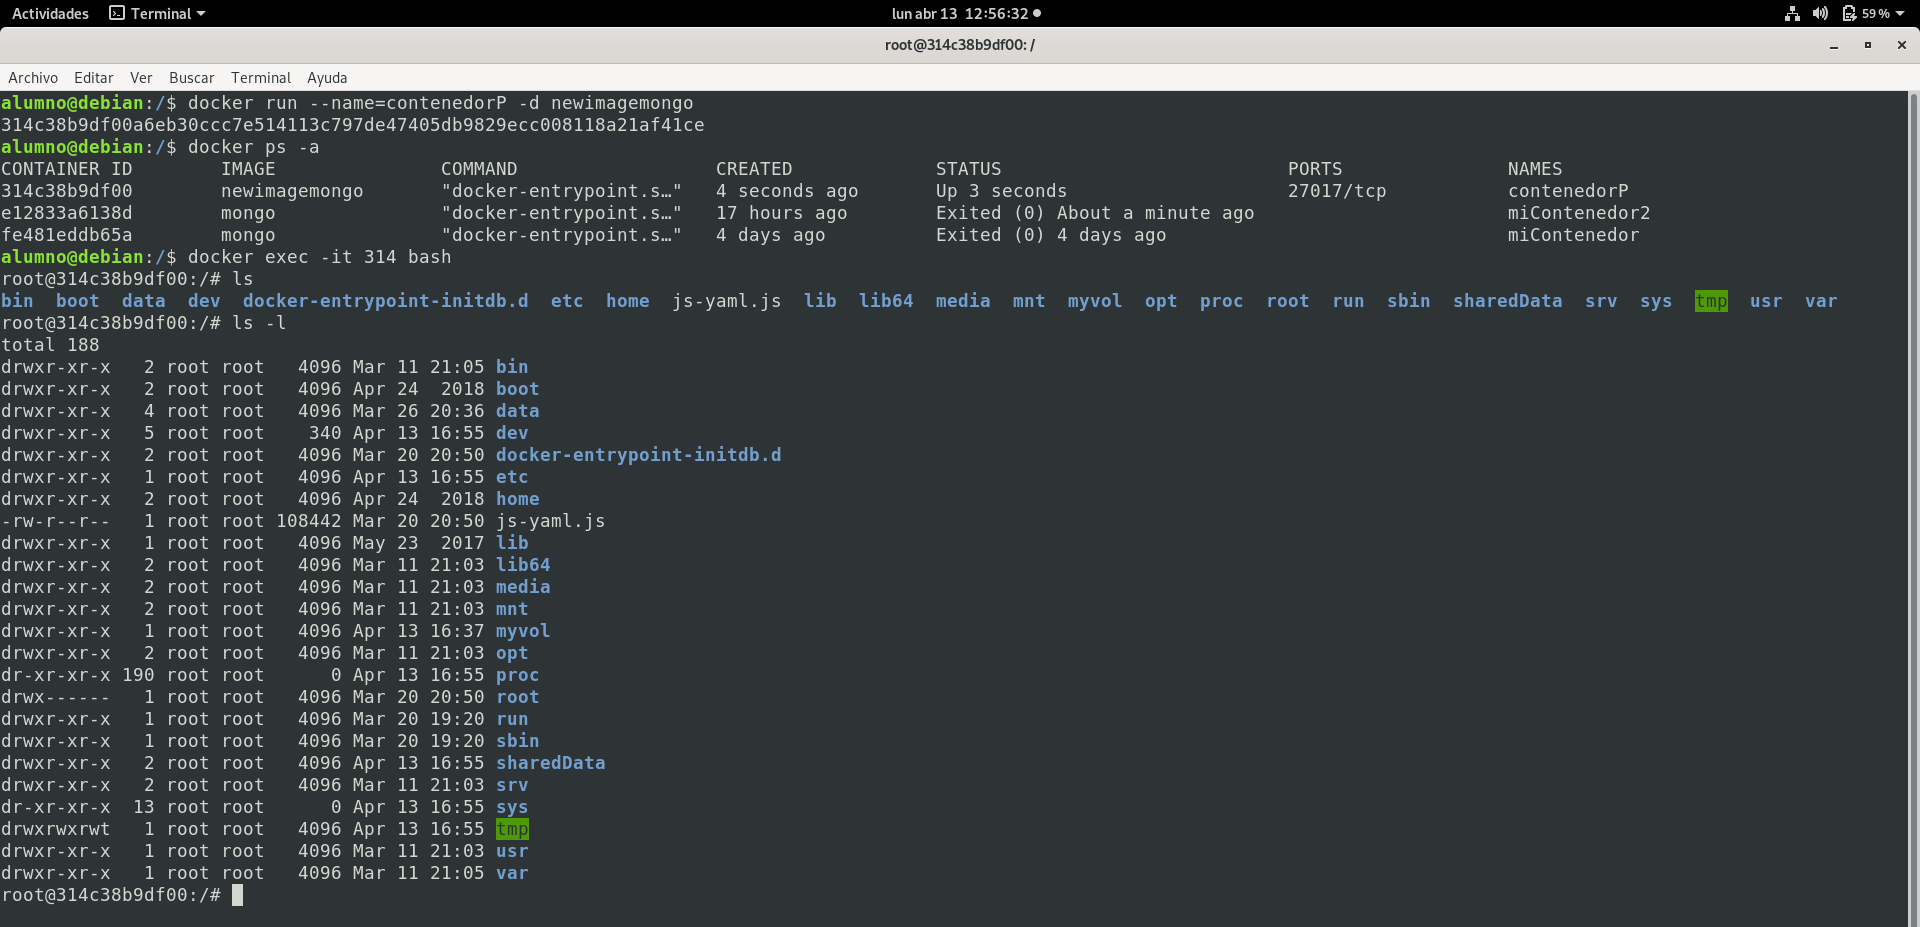 Actividades Terminal lun abr 13 12:56:32 59 %
root@314c38b9df00: /
Archivo Editar Ver Buscar Terminal Ayuda
alumno@debian:/$ docker run --name=contenedorP -d newimagemongo
314c38b9df00a6eb30ccc7e514113c797de47405db9829ecc008118a21af41ce
alumno@debian:/$ docker ps -a
CONTAINER ID        IMAGE               COMMAND                  CREATED             STATUS                          PORTS               NAMES
314c38b9df00        newimagemongo       "docker-entrypoint.s…"   4 seconds ago       Up 3 seconds                    27017/tcp           contenedorP
e12833a6138d        mongo               "docker-entrypoint.s…"   17 hours ago        Exited (0) About a minute ago                       miContenedor2
fe481eddb65a        mongo               "docker-entrypoint.s…"   4 days ago          Exited (0) 4 days ago                               miContenedor
alumno@debian:/$ docker exec -it 314 bash
root@314c38b9df00:/# ls
bin  boot  data  dev  docker-entrypoint-initdb.d  etc  home  js-yaml.js  lib  lib64  media  mnt  myvol  opt  proc  root  run  sbin  sharedData  srv  sys  tmp  usr  var
root@314c38b9df00:/# ls -l
total 188
drwxr-xr-x   2 root root   4096 Mar 11 21:05 bin
drwxr-xr-x   2 root root   4096 Apr 24  2018 boot
drwxr-xr-x   4 root root   4096 Mar 26 20:36 data
drwxr-xr-x   5 root root    340 Apr 13 16:55 dev
drwxr-xr-x   2 root root   4096 Mar 20 20:50 docker-entrypoint-initdb.d
drwxr-xr-x   1 root root   4096 Apr 13 16:55 etc
drwxr-xr-x   2 root root   4096 Apr 24  2018 home
-rw-r--r--   1 root root 108442 Mar 20 20:50 js-yaml.js
drwxr-xr-x   1 root root   4096 May 23  2017 lib
drwxr-xr-x   2 root root   4096 Mar 11 21:03 lib64
drwxr-xr-x   2 root root   4096 Mar 11 21:03 media
drwxr-xr-x   2 root root   4096 Mar 11 21:03 mnt
drwxr-xr-x   1 root root   4096 Apr 13 16:37 myvol
drwxr-xr-x   2 root root   4096 Mar 11 21:03 opt
dr-xr-xr-x 190 root root      0 Apr 13 16:55 proc
drwx------   1 root root   4096 Mar 20 20:50 root
drwxr-xr-x   1 root root   4096 Mar 20 19:20 run
drwxr-xr-x   1 root root   4096 Mar 20 19:20 sbin
drwxr-xr-x   2 root root   4096 Apr 13 16:55 sharedData
drwxr-xr-x   2 root root   4096 Mar 11 21:03 srv
dr-xr-xr-x  13 root root      0 Apr 13 16:55 sys
drwxrwxrwt   1 root root   4096 Apr 13 16:55 tmp
drwxr-xr-x   1 root root   4096 Mar 11 21:03 usr
drwxr-xr-x   1 root root   4096 Mar 11 21:05 var
root@314c38b9df00:/#